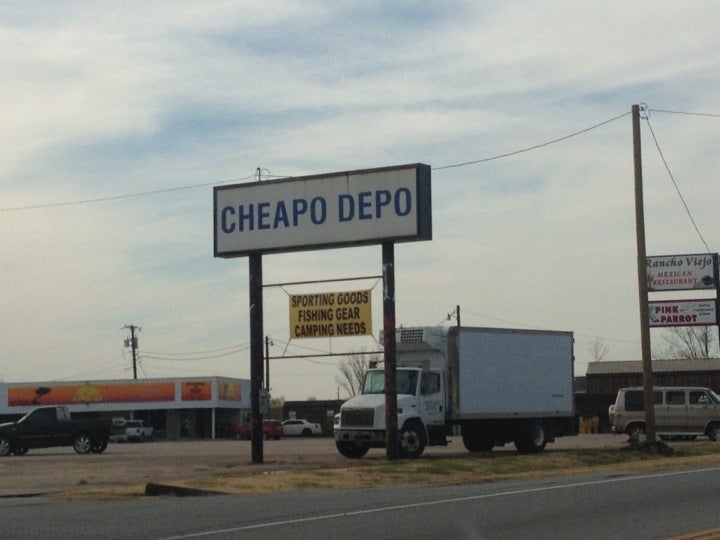 CHEAPO DEPO
SPORTING GOODS
FISHING GEAR
CAMPING NEEDS
Rancho Viejo
MEXICAN
RESTAURANT
PINK
PARROT